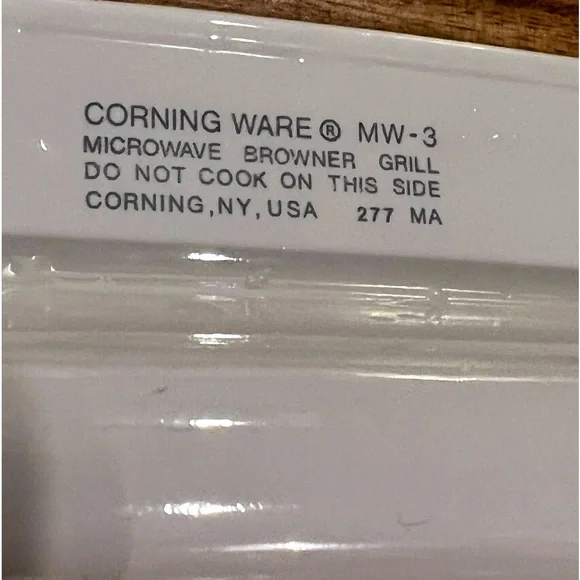 CORNING WARE ® MW-3
MICROWAVE BROWNER GRILL
DO NOT COOK ON THIS SIDE
CORNING, NY, USA 277 MA